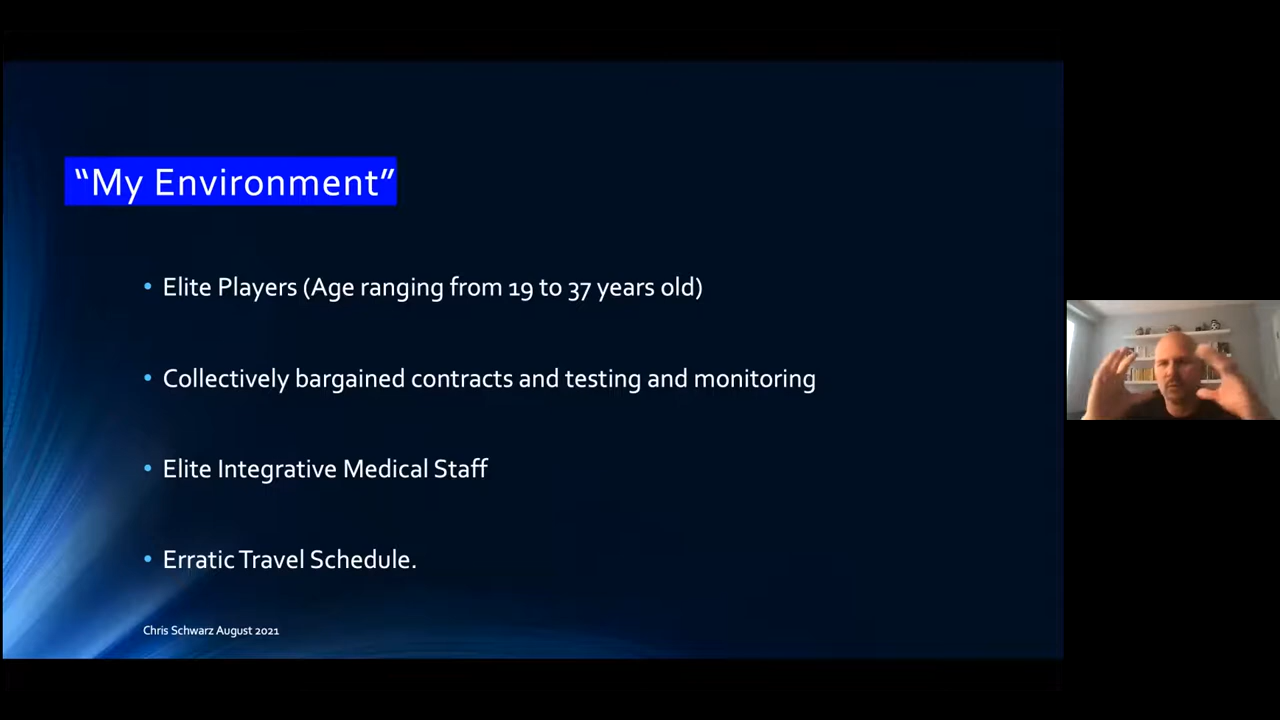 “My Environment”
• Elite Players (Age ranging from 19 to 37 years old)
• Collectively bargained contracts and testing and monitoring
• Elite Integrative Medical Staff
• Erratic Travel Schedule.
Chris Schwarz August 2021